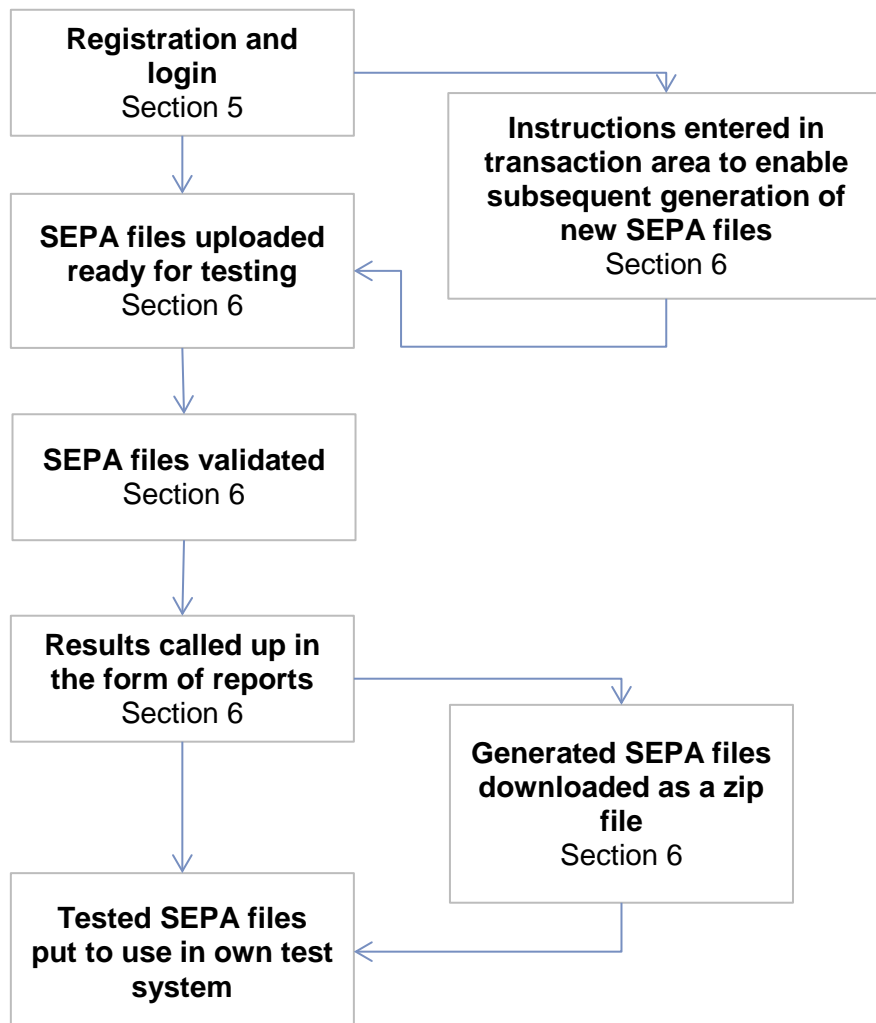 Registration and
login
Section 5
Instructions entered in
transaction area to enable
subsequent generation of
new SEPA files
Section 6
SEPA files uploaded
ready for testing
Section 6
SEPA files validated
Section 6
Results called up in
the form of reports
Section 6
Generated SEPA files
downloaded as a zip
file
Section 6
Tested SEPA files
put to use in own test
system